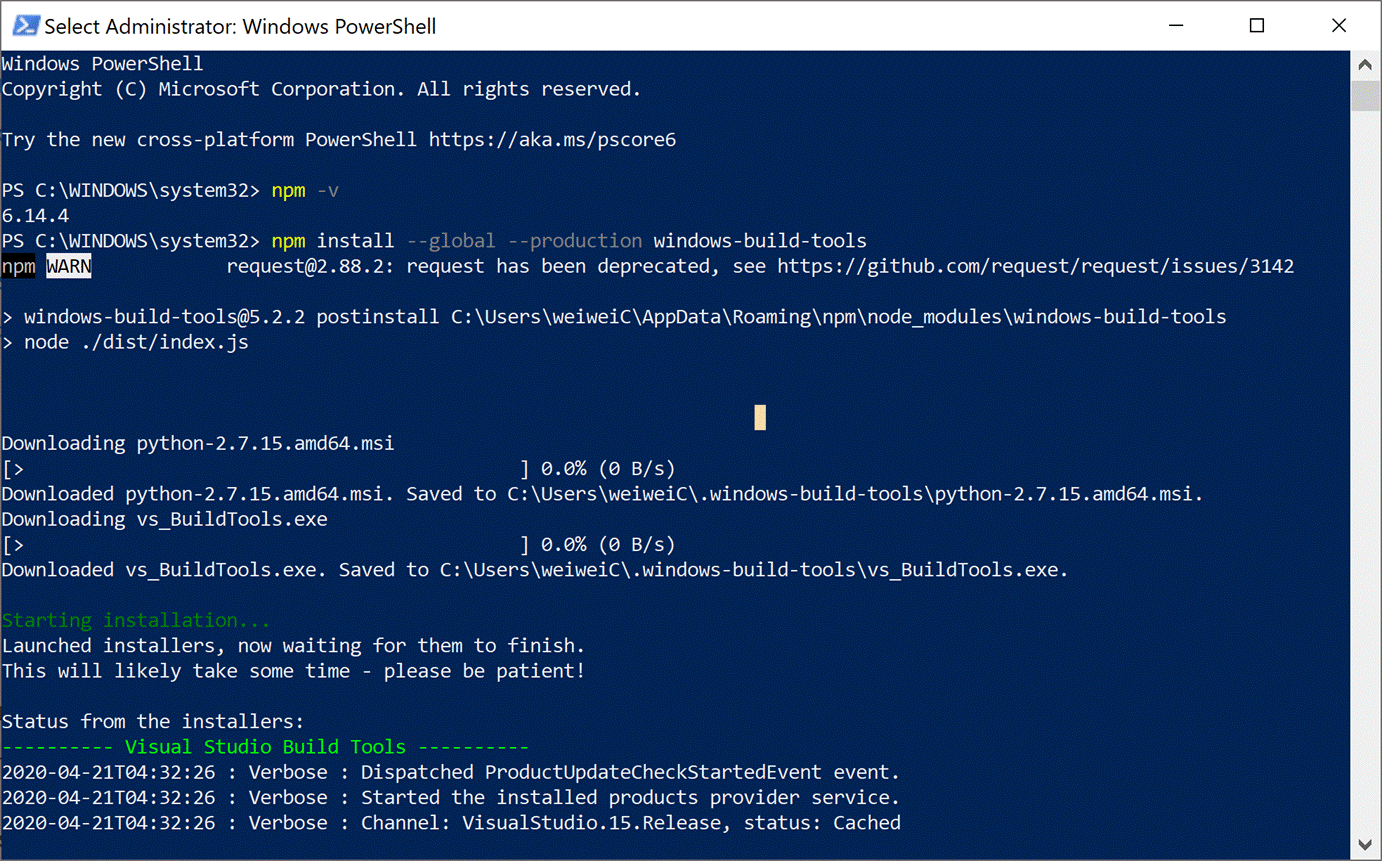 Select Administrator: Windows PowerShell
Windows PowerShell
Copyright (C) Microsoft Corporation. All rights reserved.
Try the new cross-platform PowerShell https://aka.ms/pscore6
PS C:\WINDOWS\system32> npm -v
6.14.4
PS C:\WINDOWS\system32> npm install --global --production windows-build-tools
npm WARN request@2.88.2: request has been deprecated, see https://github.com/request/request/issues/3142
> windows-build-tools@5.2.2 postinstall C:\Users\weiweiC\AppData\Roaming\npm\node_modules\windows-build-tools
> node ./dist/index.js
Downloading python-2.7.15.amd64.msi
[> ] 0.0% (0 B/s)
Downloaded python-2.7.15.amd64.msi. Saved to C:\Users\weiweiC\.windows-build-tools\python-2.7.15.amd64.msi.
Downloading vs_BuildTools.exe
[> ] 0.0% (0 B/s)
Downloaded vs_BuildTools.exe. Saved to C:\Users\weiweiC\.windows-build-tools\vs_BuildTools.exe.
Starting installation...
Launched installers, now waiting for them to finish.
This will likely take some time - please be patient!
Status from the installers:
---------- Visual Studio Build Tools ----------
2020-04-21T04:32:26 : Verbose : Dispatched ProductUpdateCheckStartedEvent event.
2020-04-21T04:32:26 : Verbose : Started the installed products provider service.
2020-04-21T04:32:26 : Verbose : Channel: VisualStudio.15.Release, status: Cached